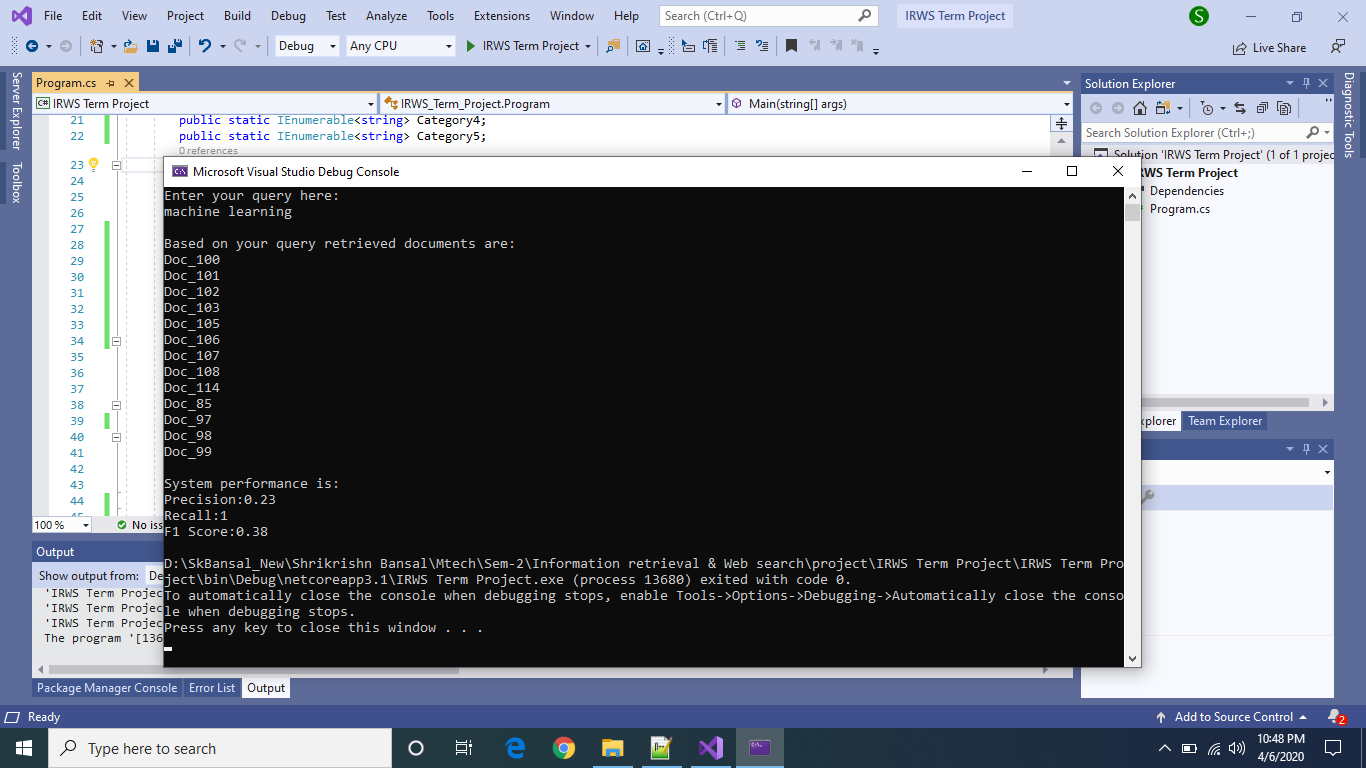 File Edit View Project Build Debug Test Analyze Tools Extensions Window Help Search (Ctrl+Q) IRWS Term Project S
Debug Any CPU IRWS Term Project Live Share
Server Explorer
Toolbox
Program.cs
C# IRWS Term Project IRWS_Term_Project.Program Main(string[] args)
21 public static IEnumerable<string> Category4;
22 public static IEnumerable<string> Category5;
0 references
23
24
25
26
27
28
29
30
31
32
33
34
35
36
37
38
39
40
41
42
43
44
100 % No iss
Microsoft Visual Studio Debug Console
Enter your query here:
machine learning
Based on your query retrieved documents are:
Doc_100
Doc_101
Doc_102
Doc_103
Doc_105
Doc_106
Doc_107
Doc_108
Doc_114
Doc_85
Doc_97
Doc_98
Doc_99
System performance is:
Precision:0.23
Recall:1
F1 Score:0.38
D:\SkBansal_New\Shrikrishn Bansal\Mtech\Sem-2\Information retrieval & Web search\project\IRWS Term Project\IRWS Term Pro
ject\bin\Debug\netcoreapp3.1\IRWS Term Project.exe (process 13680) exited with code 0.
To automatically close the console when debugging stops, enable Tools->Options->Debugging->Automatically close the conso
le when debugging stops.
Press any key to close this window . . .
Solution Explorer
Search Solution Explorer (Ctrl+;)
Solution 'IRWS Term Project' (1 of 1 projec
RWS Term Project
Dependencies
Program.cs
xplorer Team Explorer
Diagnostic Tools
Output
Show output from: De
'IRWS Term Projec
'IRWS Term Projec
'IRWS Term Projec
The program '[136
Package Manager Console Error List Output
Ready Add to Source Control 2
Type here to search
10:48 PM
4/6/2020